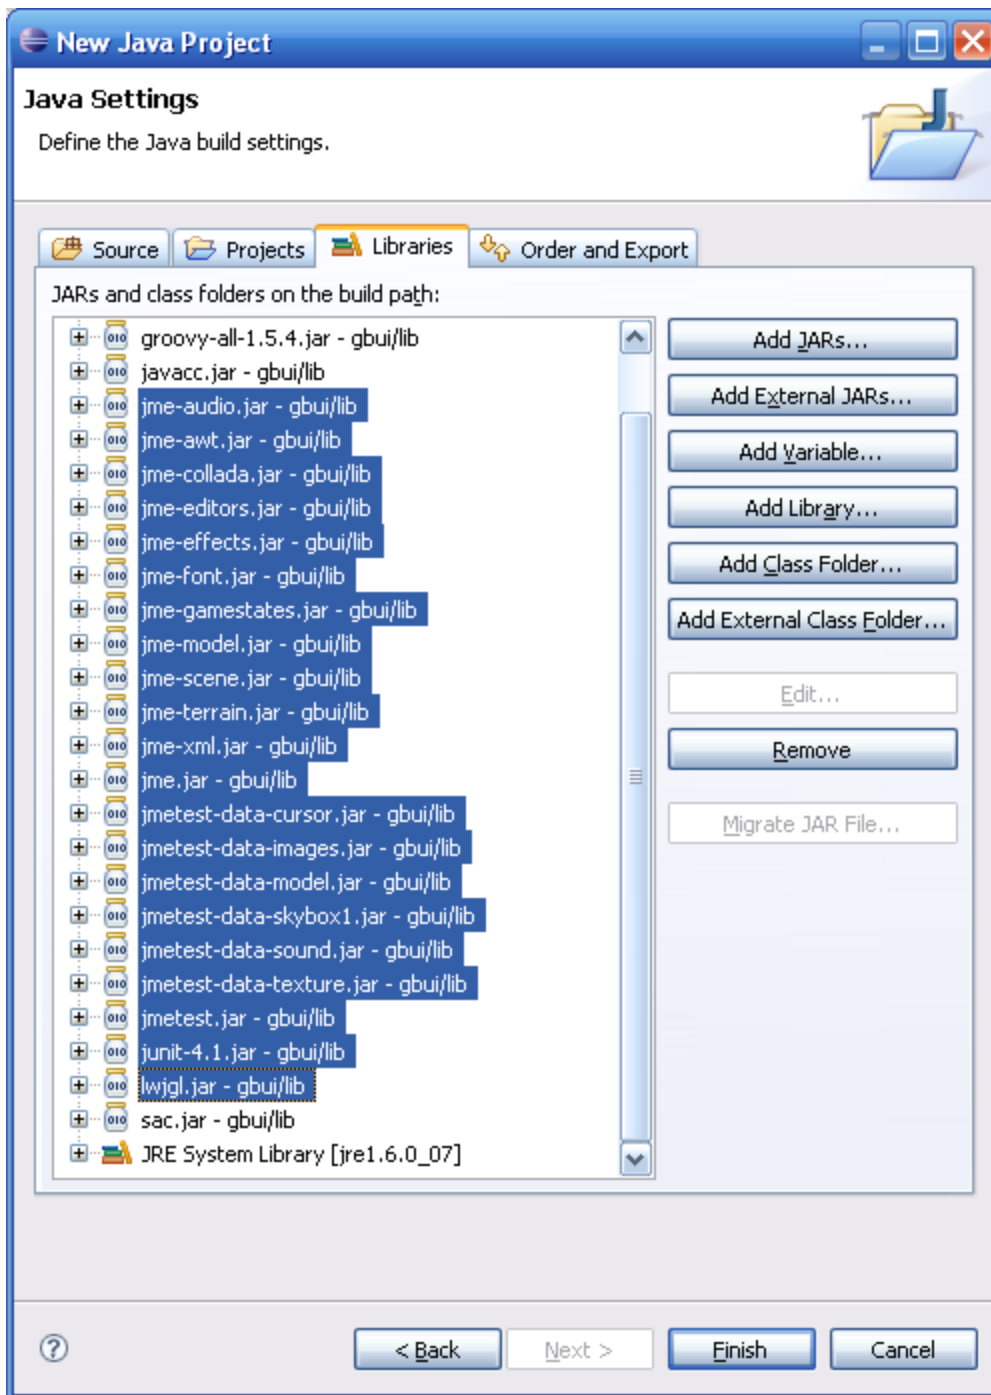 New Java Project
Java Settings
Define the Java build settings.
Source
Projects
Libraries
Order and Export
JARs and class folders on the build path:
groovy-all-1.5.4.jar - gbui/lib
javacc.jar - gbui/lib
jme-audio.jar - gbui/lib
jme-awt.jar - gbui/lib
jme-collada.jar - gbui/lib
jme-editors.jar - gbui/lib
jme-effects.jar - gbui/lib
jme-font.jar - gbui/lib
jme-gamestates.jar - gbui/lib
jme-model.jar - gbui/lib
jme-scene.jar - gbui/lib
jme-terrain.jar - gbui/lib
jme-xml.jar - gbui/lib
jme.jar - gbui/lib
jmetest-data-cursor.jar - gbui/lib
jmetest-data-images.jar - gbui/lib
jmetest-data-model.jar - gbui/lib
jmetest-data-skybox1.jar - gbui/lib
jmetest-data-sound.jar - gbui/lib
jmetest-data-texture.jar - gbui/lib
jmetest.jar - gbui/lib
junit-4.1.jar - gbui/lib
lwjgl.jar - gbui/lib
sac.jar - gbui/lib
JRE System Library [jre1.6.0_07]
Add JARs...
Add External JARs...
Add Variable...
Add Library...
Add Class Folder...
Add External Class Folder...
Edit...
Remove
Migrate JAR File...
?
< Back
Next >
Finish
Cancel